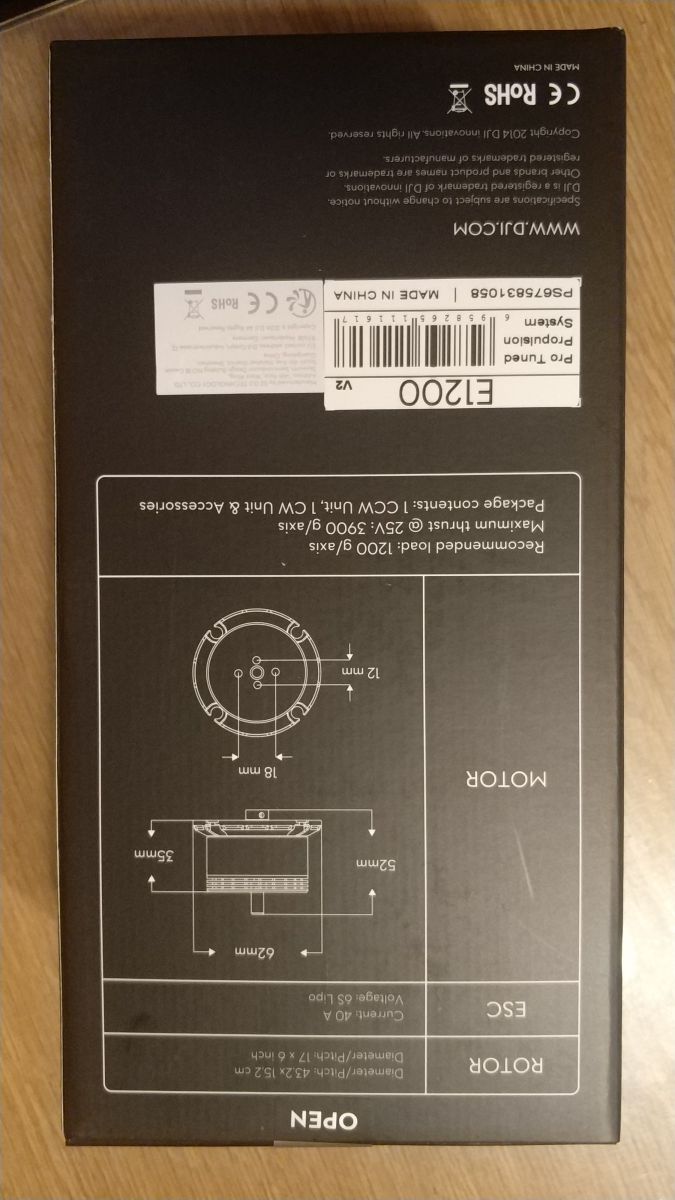 OPEN
ROTOR
Diameter/Pitch: 43.2x 15.2 cm
Diameter/Pitch: 17 x 6 inch
ESC
Current: 40 A
Voltage: 6S Lipo
MOTOR
62mm
52mm
35mm
18 mm
12 mm
Recommended load: 1200 g/axis
Maximum thrust @ 25V: 3900 g/axis
Package contents: 1 CCW Unit, 1 CW Unit & Accessories
E1200 V2
Pro Tuned
Propulsion
System
6 958265 111617
PS675831058 | MADE IN CHINA
CE RoHS
WWW.DJI.COM
Specifications are subject to change without notice.
DJI is a registered trademark of DJI innovations.
Other brands and product names are trademarks or
registered trademarks of manufacturers.
Copyright 2014 DJI innovations. All rights reserved.
CE RoHS
MADE IN CHINA